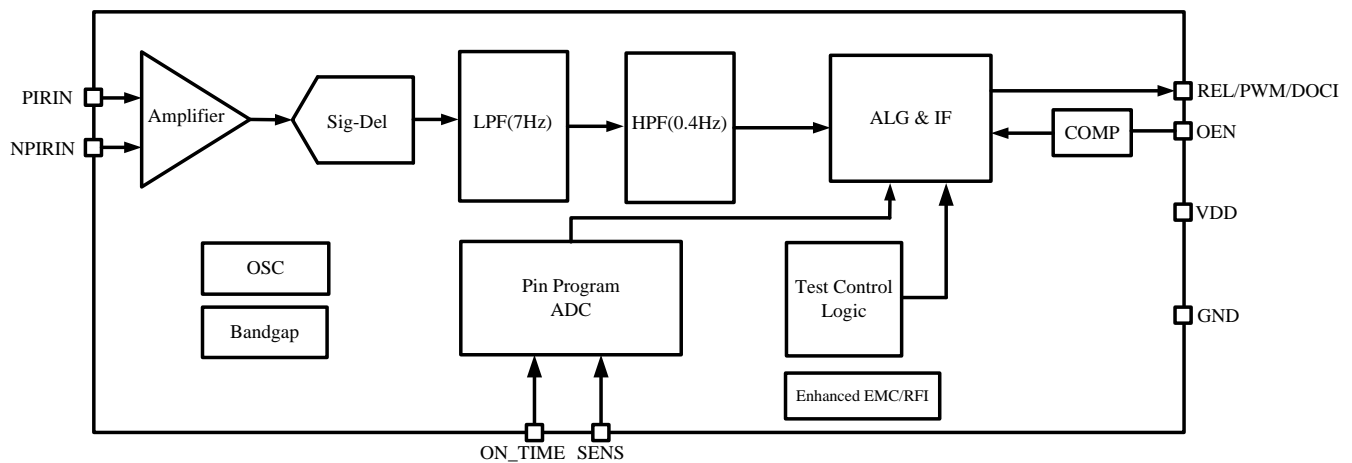 PIRIN
NPIRIN
Amplifier
Sig-Del
LPF(7Hz)
HPF(0.4Hz)
ALG & IF
COMP
REL/PWM/DOCI
OEN
VDD
GND
OSC
Bandgap
Pin Program
ADC
Test Control
Logic
Enhanced EMC/RFI
ON_TIME
SENS